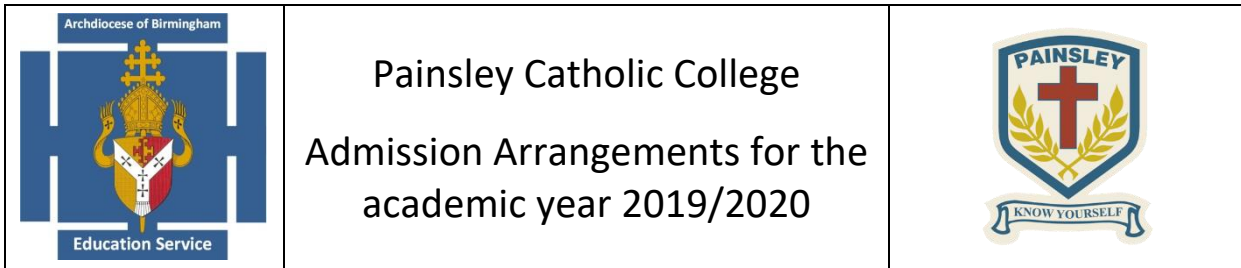 Archdiocese of Birmingham
Education Service
Painsley Catholic College
Admission Arrangements for the
academic year 2019/2020
PAINSLEY
KNOW YOURSELF